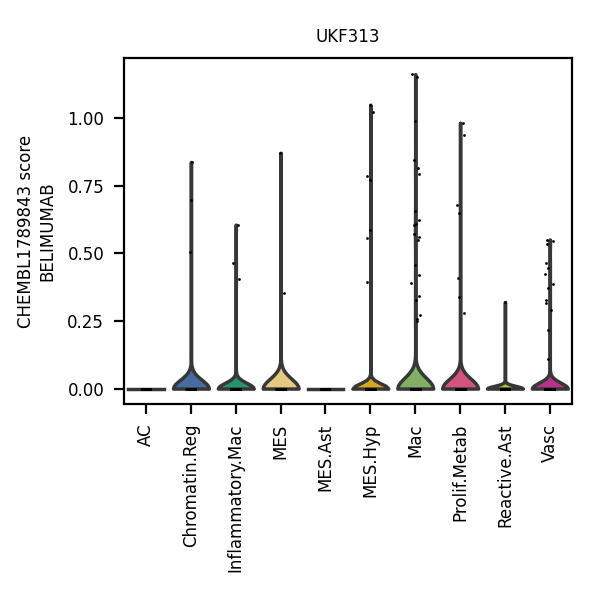 UKF313
CHEMBL1789843 score
BELIMUMAB
1.00
0.75
0.50
0.25
0.00
AC
Chromatin.Reg
Inflammatory.Mac
MES
MES.Ast
MES.Hyp
Mac
Prolif.Metab
Reactive.Ast
Vasc